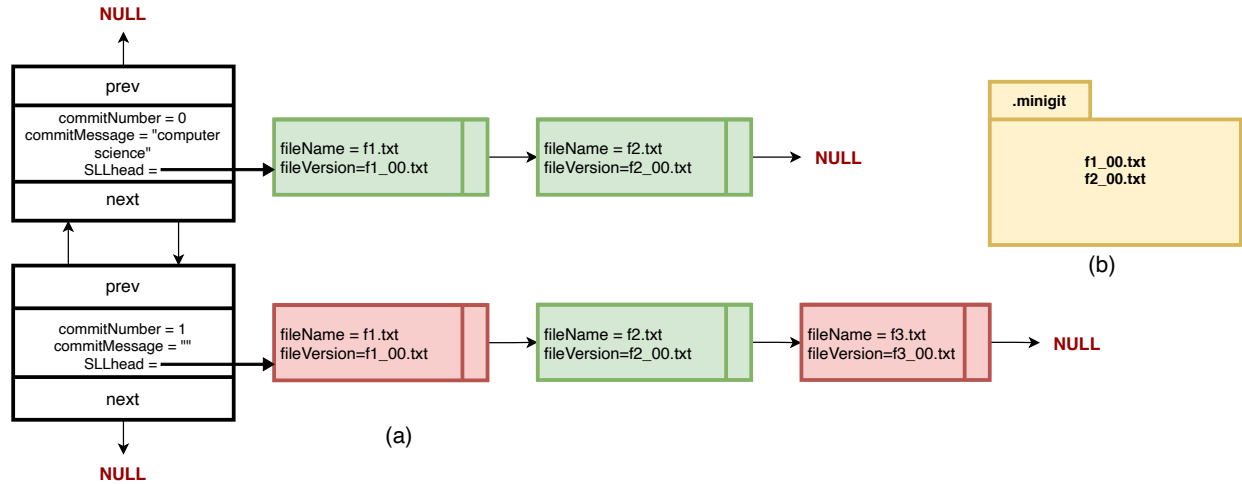 NULL
prev
commitNumber = 0
commitMessage = "computer
science"
SLLhead =
next
fileName = f1.txt
fileVersion=f1_00.txt
fileName = f2.txt
fileVersion=f2_00.txt
NULL
.minigit
f1_00.txt
f2_00.txt
(b)
prev
commitNumber = 1
commitMessage = ""
SLLhead =
next
fileName = f1.txt
fileVersion=f1_00.txt
fileName = f2.txt
fileVersion=f2_00.txt
fileName = f3.txt
fileVersion=f3_00.txt
NULL
(a)
NULL